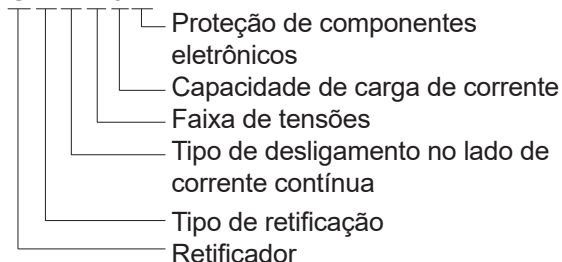 Proteção de componentes
eletrônicos
Capacidade de carga de corrente
Faixa de tensões
Tipo de desligamento no lado de
corrente contínua
Tipo de retificação
Retificador